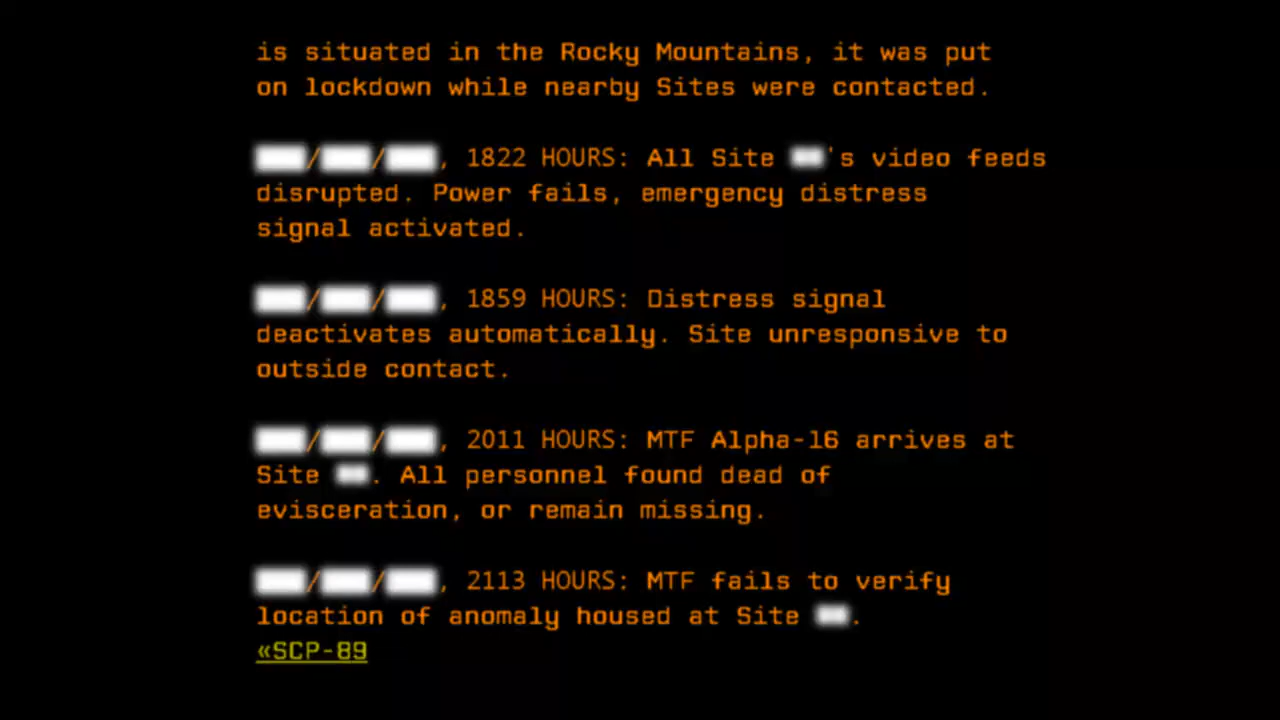 is situated in the Rocky Mountains, it was put
on lockdown while nearby Sites were contacted.
███/███/███, 1822 HOURS: All Site ██'s video feeds
disrupted. Power fails, emergency distress
signal activated.
███/███/███, 1859 HOURS: Distress signal
deactivates automatically. Site unresponsive to
outside contact.
███/███/███, 2011 HOURS: MTF Alpha-16 arrives at
Site ██. All personnel found dead of
evisceration, or remain missing.
███/███/███, 2113 HOURS: MTF fails to verify
location of anomaly housed at Site ██.
«SCP-89